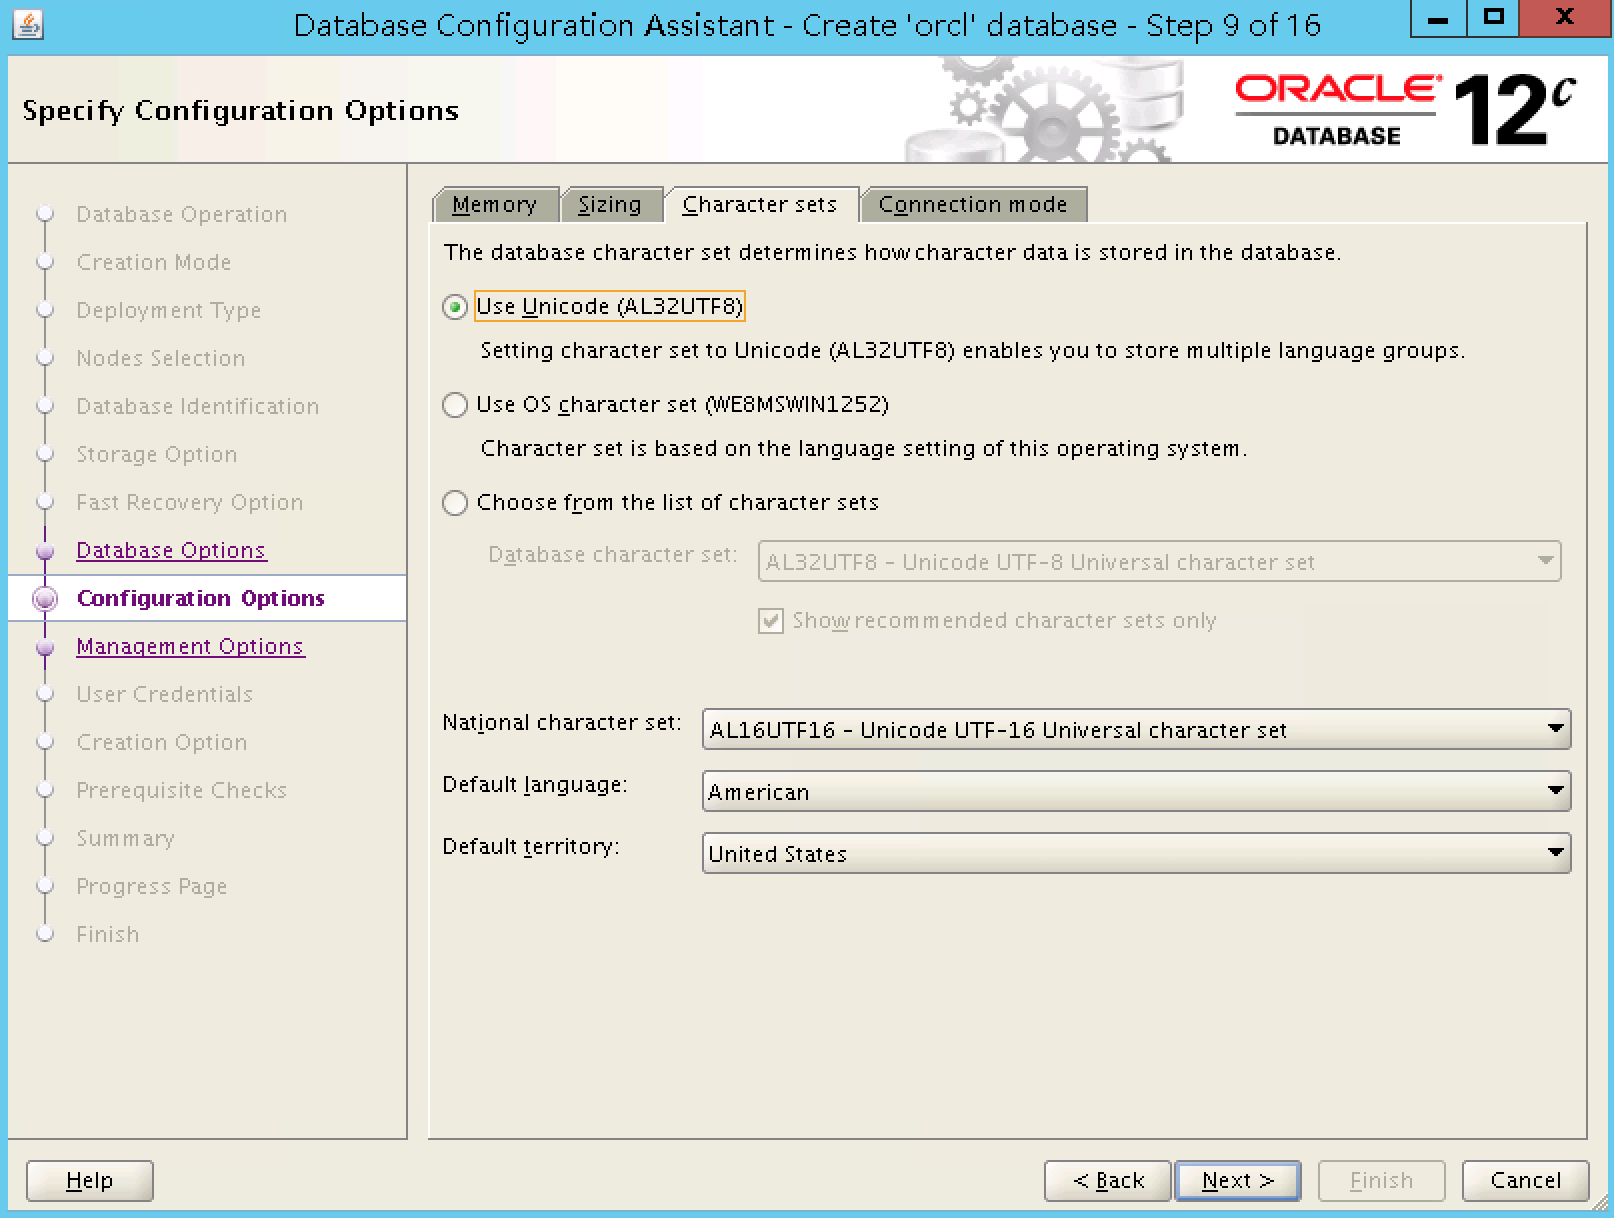 Database Configuration Assistant - Create 'orcl' database - Step 9 of 16
Specify Configuration Options
ORACLE
DATABASE
12c
Database Operation
Creation Mode
Deployment Type
Nodes Selection
Database Identification
Storage Option
Fast Recovery Option
Database Options
Configuration Options
Management Options
User Credentials
Creation Option
Prerequisite Checks
Summary
Progress Page
Finish
Memory Sizing Character sets Connection mode
The database character set determines how character data is stored in the database.
Use Unicode (AL32UTF8)
Setting character set to Unicode (AL32UTF8) enables you to store multiple language groups.
Use OS character set (WE8MSWIN1252)
Character set is based on the language setting of this operating system.
Choose from the list of character sets
Database character set: AL32UTF8 - Unicode UTF-8 Universal character set
Show recommended character sets only
National character set: AL16UTF16 - Unicode UTF-16 Universal character set
Default language: American
Default territory: United States
Help < Back Next > Finish Cancel